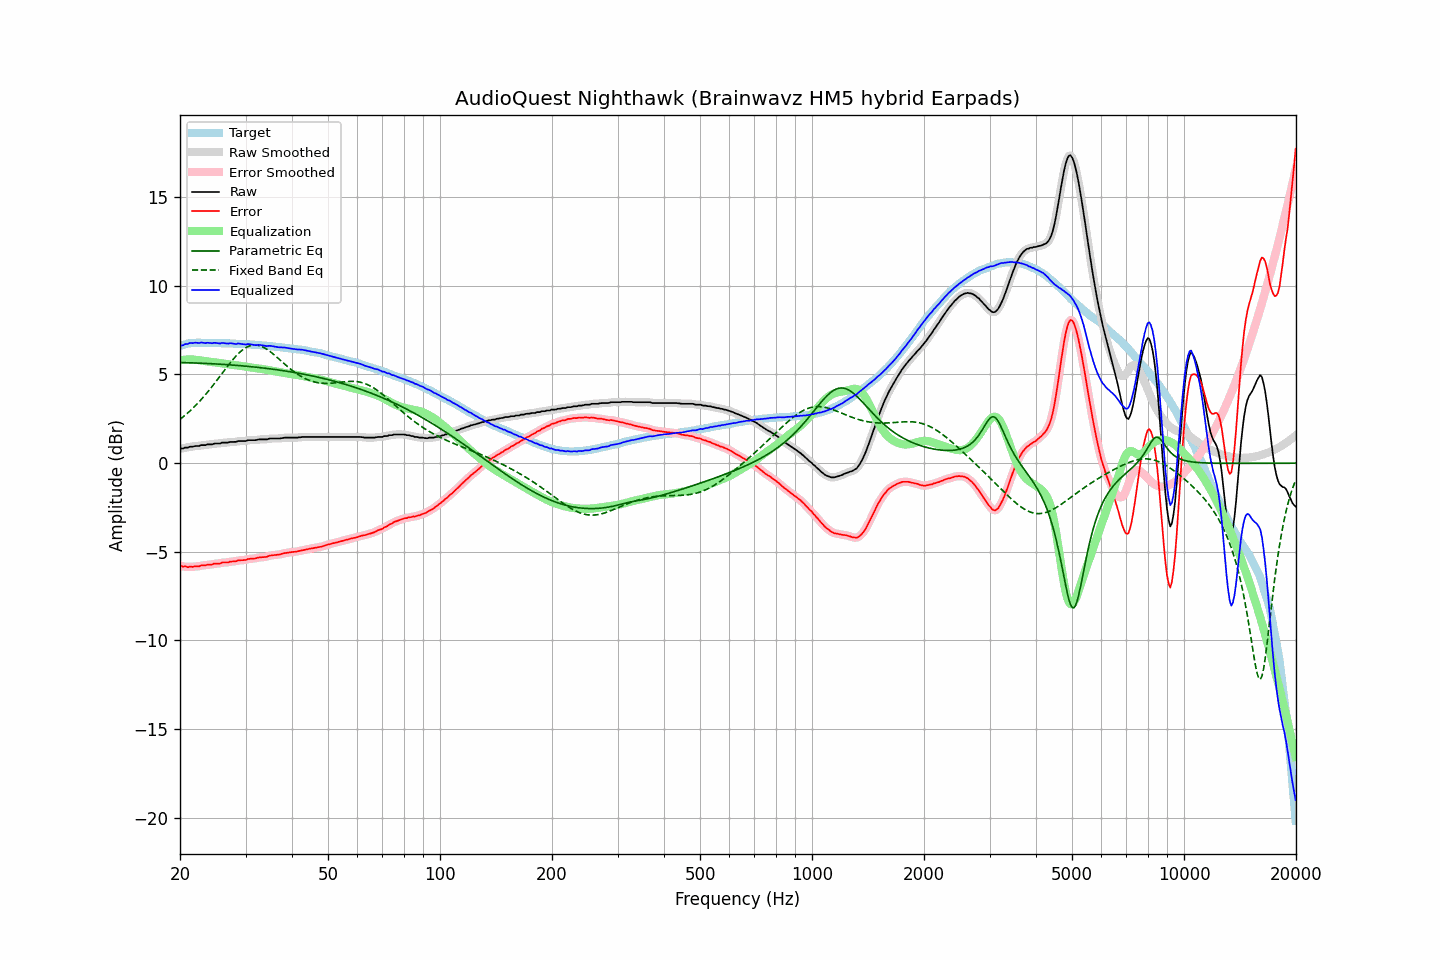 AudioQuest Nighthawk (Brainwavz HM5 hybrid Earpads)
Target
Raw Smoothed
Error Smoothed
Raw
Error
Equalization
Parametric Eq
Fixed Band Eq
Equalized
Amplitude (dBr)
15
10
5
0
−5
−10
−15
−20
20 50 100 200 500 1000 2000 5000 10000 20000
Frequency (Hz)